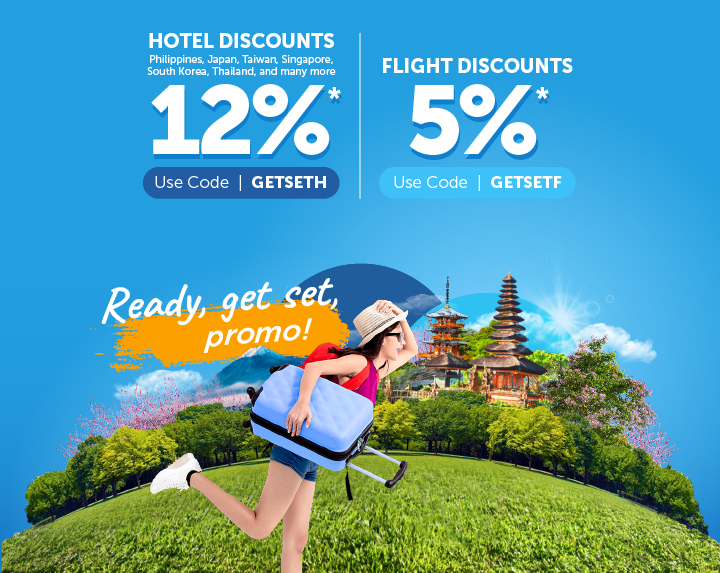 HOTEL DISCOUNTS
Philippines, Japan, Taiwan, Singapore,
South Korea, Thailand, and many more
12%*
Use Code | GETSETH
FLIGHT DISCOUNTS
5%*
Use Code | GETSETF
Ready, get set,
promo!